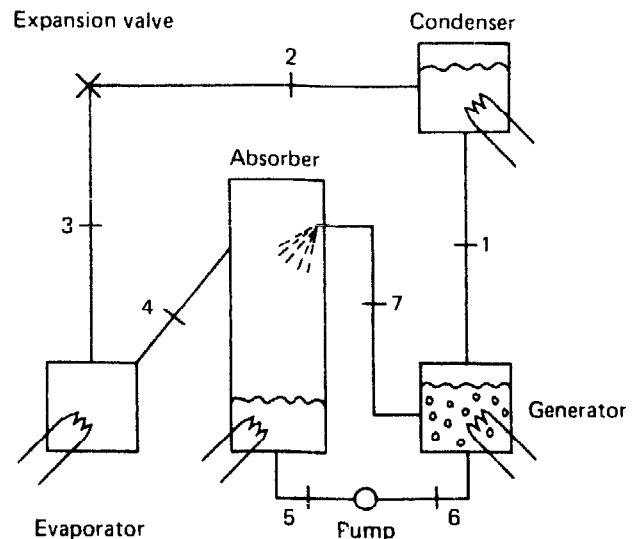 Expansion valve
Condenser
2
Absorber
3
1
4
7
Generator
5
6
Evaporator
Pump